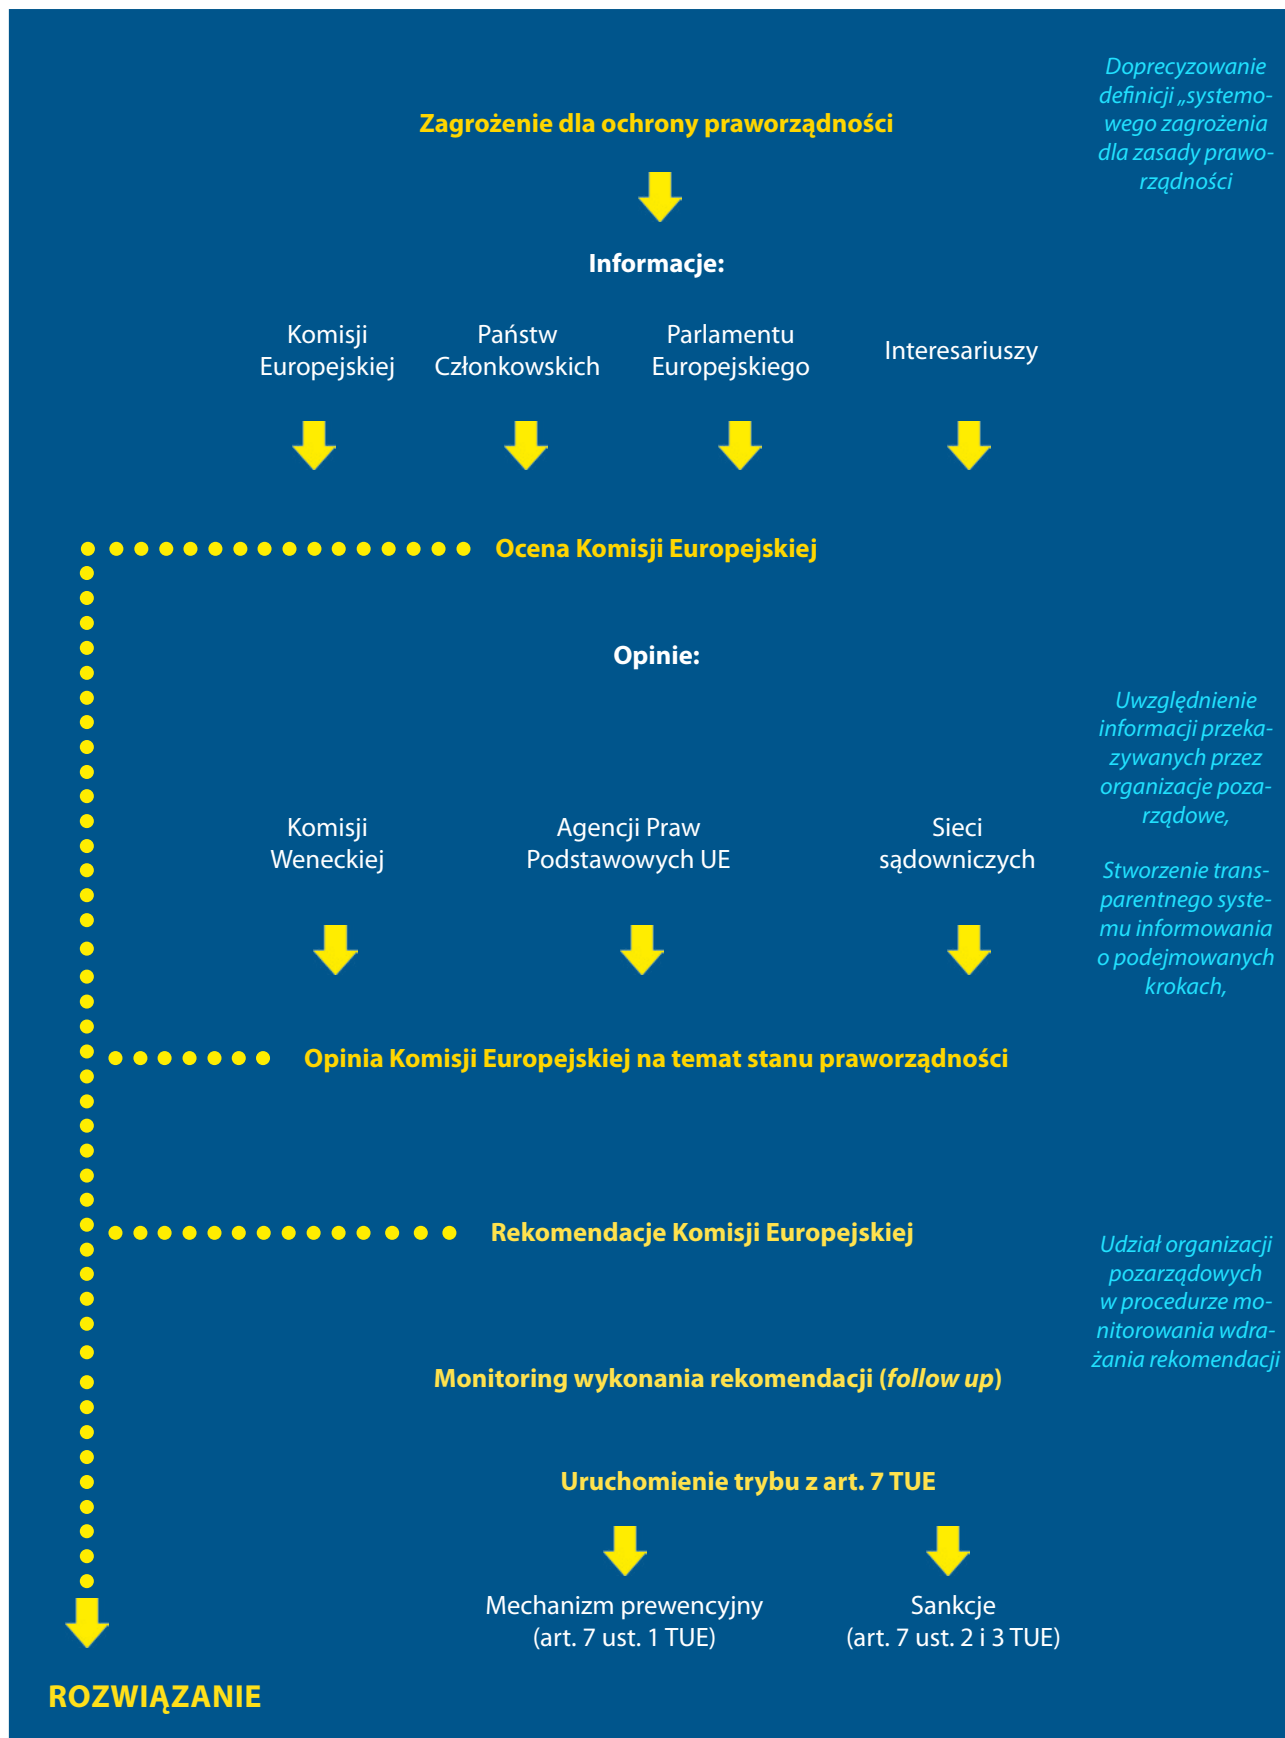 Doprecyzowanie
definicji „systemo-
wego zagrożenia
dla zasady prawo-
rządności
Zagrożenie dla ochrony praworządności
Informacje:
Komisji
Europejskiej
Państw
Członkowskich
Parlamentu
Europejskiego
Interesariuszy
Ocena Komisji Europejskiej
Opinie:
Uwzględnienie
informacji przeka-
zywanych przez
organizacje poza-
rządowe,
Komisji
Weneckiej
Agencji Praw
Podstawowych UE
Sieci
sądowniczych
Stworzenie trans-
parentnego syste-
mu informowania
o podejmowanych
krokach,
Opinia Komisji Europejskiej na temat stanu praworządności
Rekomendacje Komisji Europejskiej
Udział organizacji
pozarządowych
w procedurze mo-
nitorowania wdra-
żania rekomendacji
Monitoring wykonania rekomendacji (follow up)
Uruchomienie trybu z art. 7 TUE
Mechanizm prewencyjny
(art. 7 ust. 1 TUE)
Sankcje
(art. 7 ust. 2 i 3 TUE)
ROZWIĄZANIE